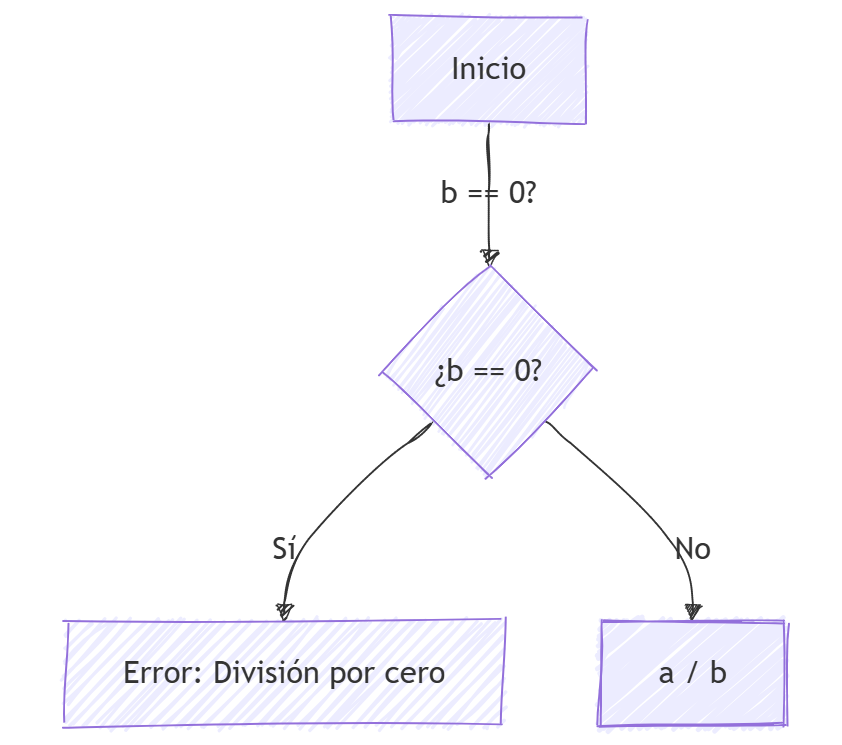 Inicio
b == 0?
¿b == 0?
Sí
No
Error: División por cero
a / b